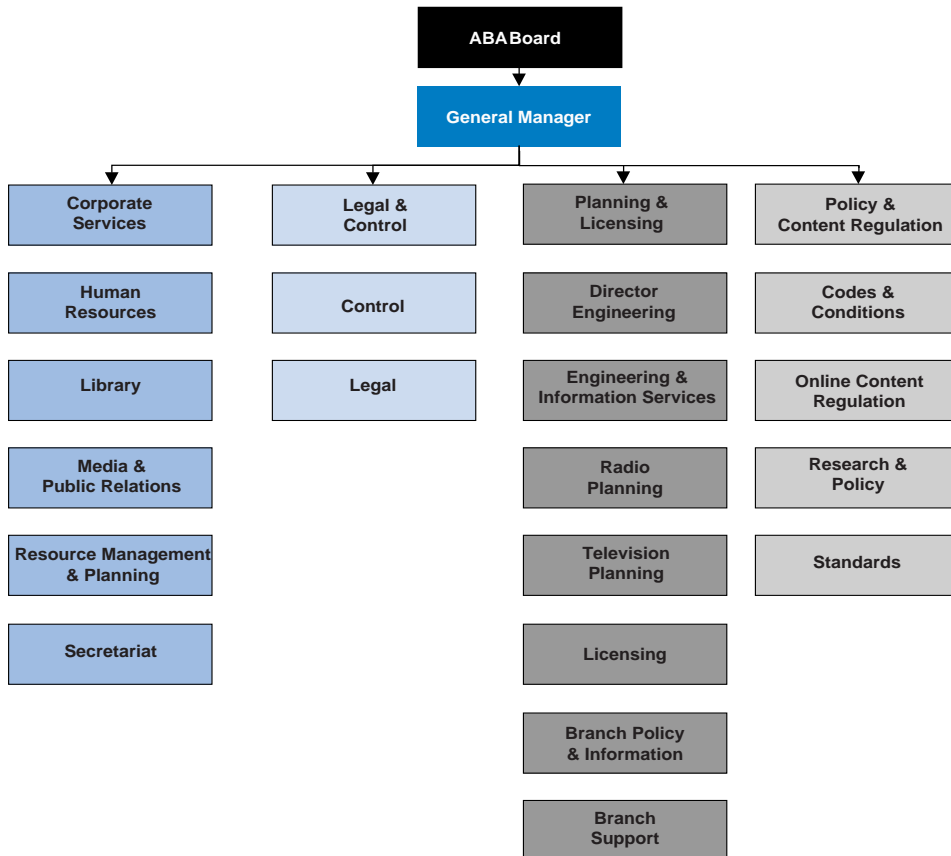 ABA Board
General Manager
Corporate
Services
Legal &
Control
Planning &
Licensing
Policy &
Content Regulation
Human
Resources
Control
Director
Engineering
Codes &
Conditions
Library
Legal
Engineering &
Information Services
Online Content
Regulation
Media &
Public Relations
Radio
Planning
Research &
Policy
Resource Management
& Planning
Television
Planning
Standards
Secretariat
Licensing
Branch Policy
& Information
Branch
Support